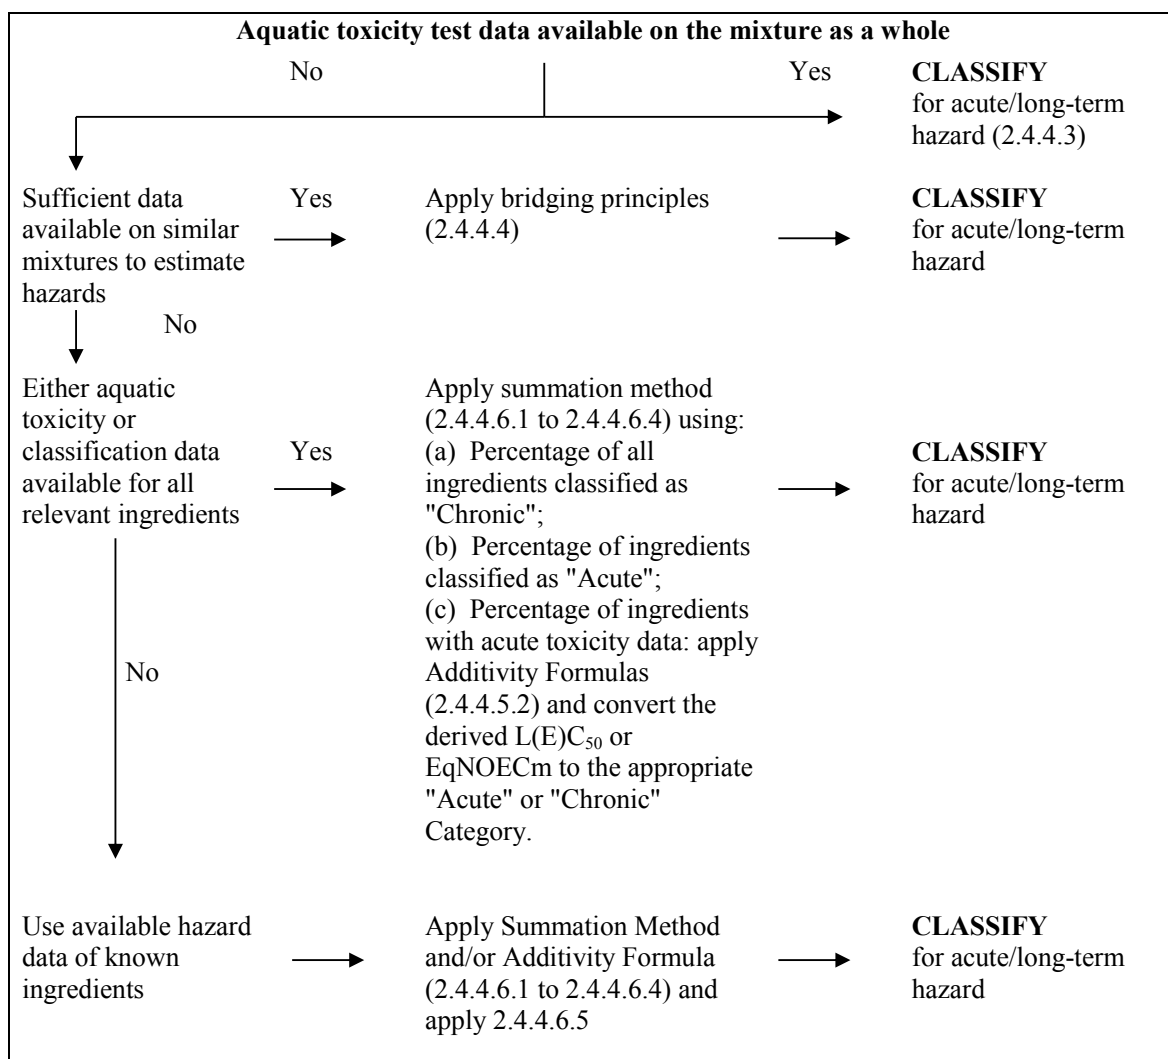 Aquatic toxicity test data available on the mixture as a whole
No
Yes
CLASSIFY
for acute/long-term
hazard (2.4.4.3)
Sufficient data
available on similar
mixtures to estimate
hazards
Yes
Apply bridging principles
(2.4.4.4)
CLASSIFY
for acute/long-term
hazard
No
Either aquatic
toxicity or
classification data
available for all
relevant ingredients
Yes
Apply summation method
(2.4.4.6.1 to 2.4.4.6.4) using:
(a) Percentage of all
ingredients classified as
"Chronic";
(b) Percentage of ingredients
classified as "Acute";
(c) Percentage of ingredients
with acute toxicity data: apply
Additivity Formulas
(2.4.4.5.2) and convert the
derived L(E)C₅₀ or
EqNOECm to the appropriate
"Acute" or "Chronic"
Category.
CLASSIFY
for acute/long-term
hazard
No
Use available hazard
data of known
ingredients
Apply Summation Method
and/or Additivity Formula
(2.4.4.6.1 to 2.4.4.6.4) and
apply 2.4.4.6.5
CLASSIFY
for acute/long-term
hazard